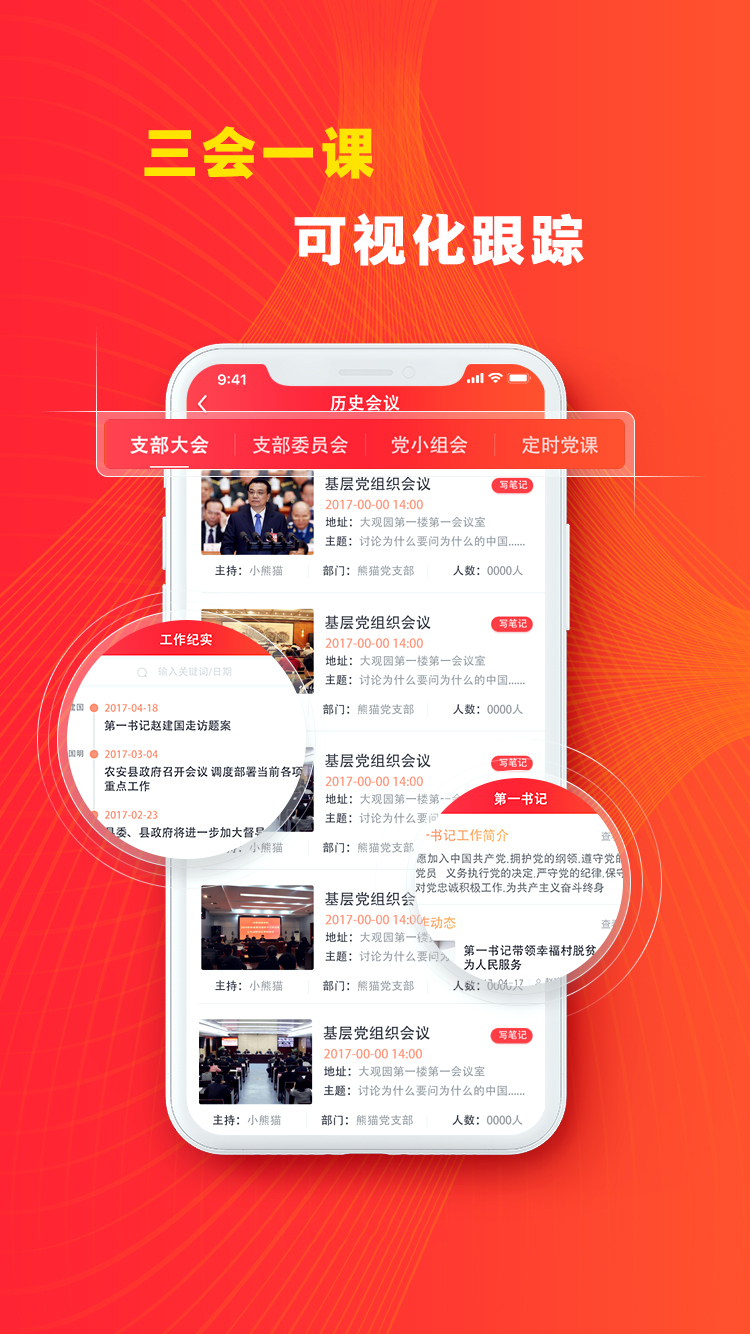 三会一课
可视化跟踪
9:41
历史会议
支部大会
支部委员会
党小组会
定时党课
基层党组织会议
写笔记
2017-00-00 14:00
地址：大观园第一楼第一会议室
主题：讨论为什么要问为什么的中国......
主持：小熊猫
部门：熊猫党支部
人数：0000人
基层党组织会议
写笔记
2017-00-00 14:00
地址：大观园第一楼第一会议室
主题：讨论为什么要问为什么的中国......
部门：熊猫党支部
人数：0000人
工作纪实
输入关键词/日期
建国
2017-04-18
第一书记赵建国走访题案
国明
2017-03-04
农安县政府召开会议 调度部署当前各项
重点工作
2017-02-23
县委、县政府将进一步加大督
基层党组织会议
写笔记
2017-00-00 14:00
地址：大观园第一楼第一
主题：讨论为什么要
小熊猫
部门：熊猫党支
第一书记
一书记工作简介
查
愿加入中国共产党,拥护党的纲领,遵守党的
党员 义务执行党的决定,严守党的纪律,保守
对党忠诚积极工作,为共产主义奋斗终身
作动态
查
第一书记带领幸福村脱贫
为人民服务
基层党组织会议
2017-00-00 14:00
地址：大观园第一楼
主题：讨论为什么要问
主持：小熊猫
部门：熊猫党支部
人数：0000人
基层党组织会议
写笔记
2017-00-00 14:00
地址：大观园第一楼第一会议室
主题：讨论为什么要问为什么的中国......
主持：小熊猫
部门：熊猫党支部
人数：0000人